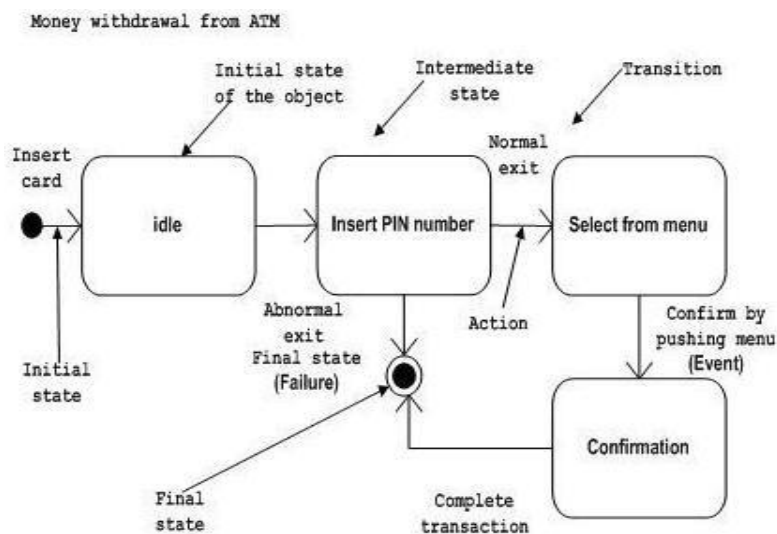 Money withdrawal from ATM
Initial state
of the object
Intermediate
state
Transition
Insert
card
Normal
exit
idle
Insert PIN number
Select from menu
Initial
state
Abnormal
exit
Final state
(Failure)
Action
Confirm by
pushing menu
(Event)
Confirmation
Final
state
Complete
transaction